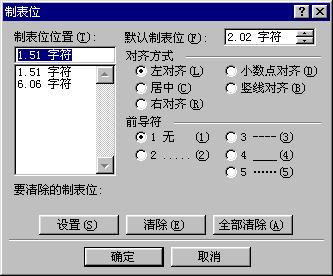 制表位
制表位位置(T):
默认制表位(F):
2.02 字符
1.51 字符
1.51 字符
6.06 字符
对齐方式
左对齐(L)
小数点对齐(D)
居中(C)
竖线对齐(B)
右对齐(R)
前导符
1 无 (1)
3 ---- (3)
2 ..... (2)
4 ____ (4)
5 ······ (5)
要清除的制表位:
设置(S)
清除(E)
全部清除(A)
确定
取消